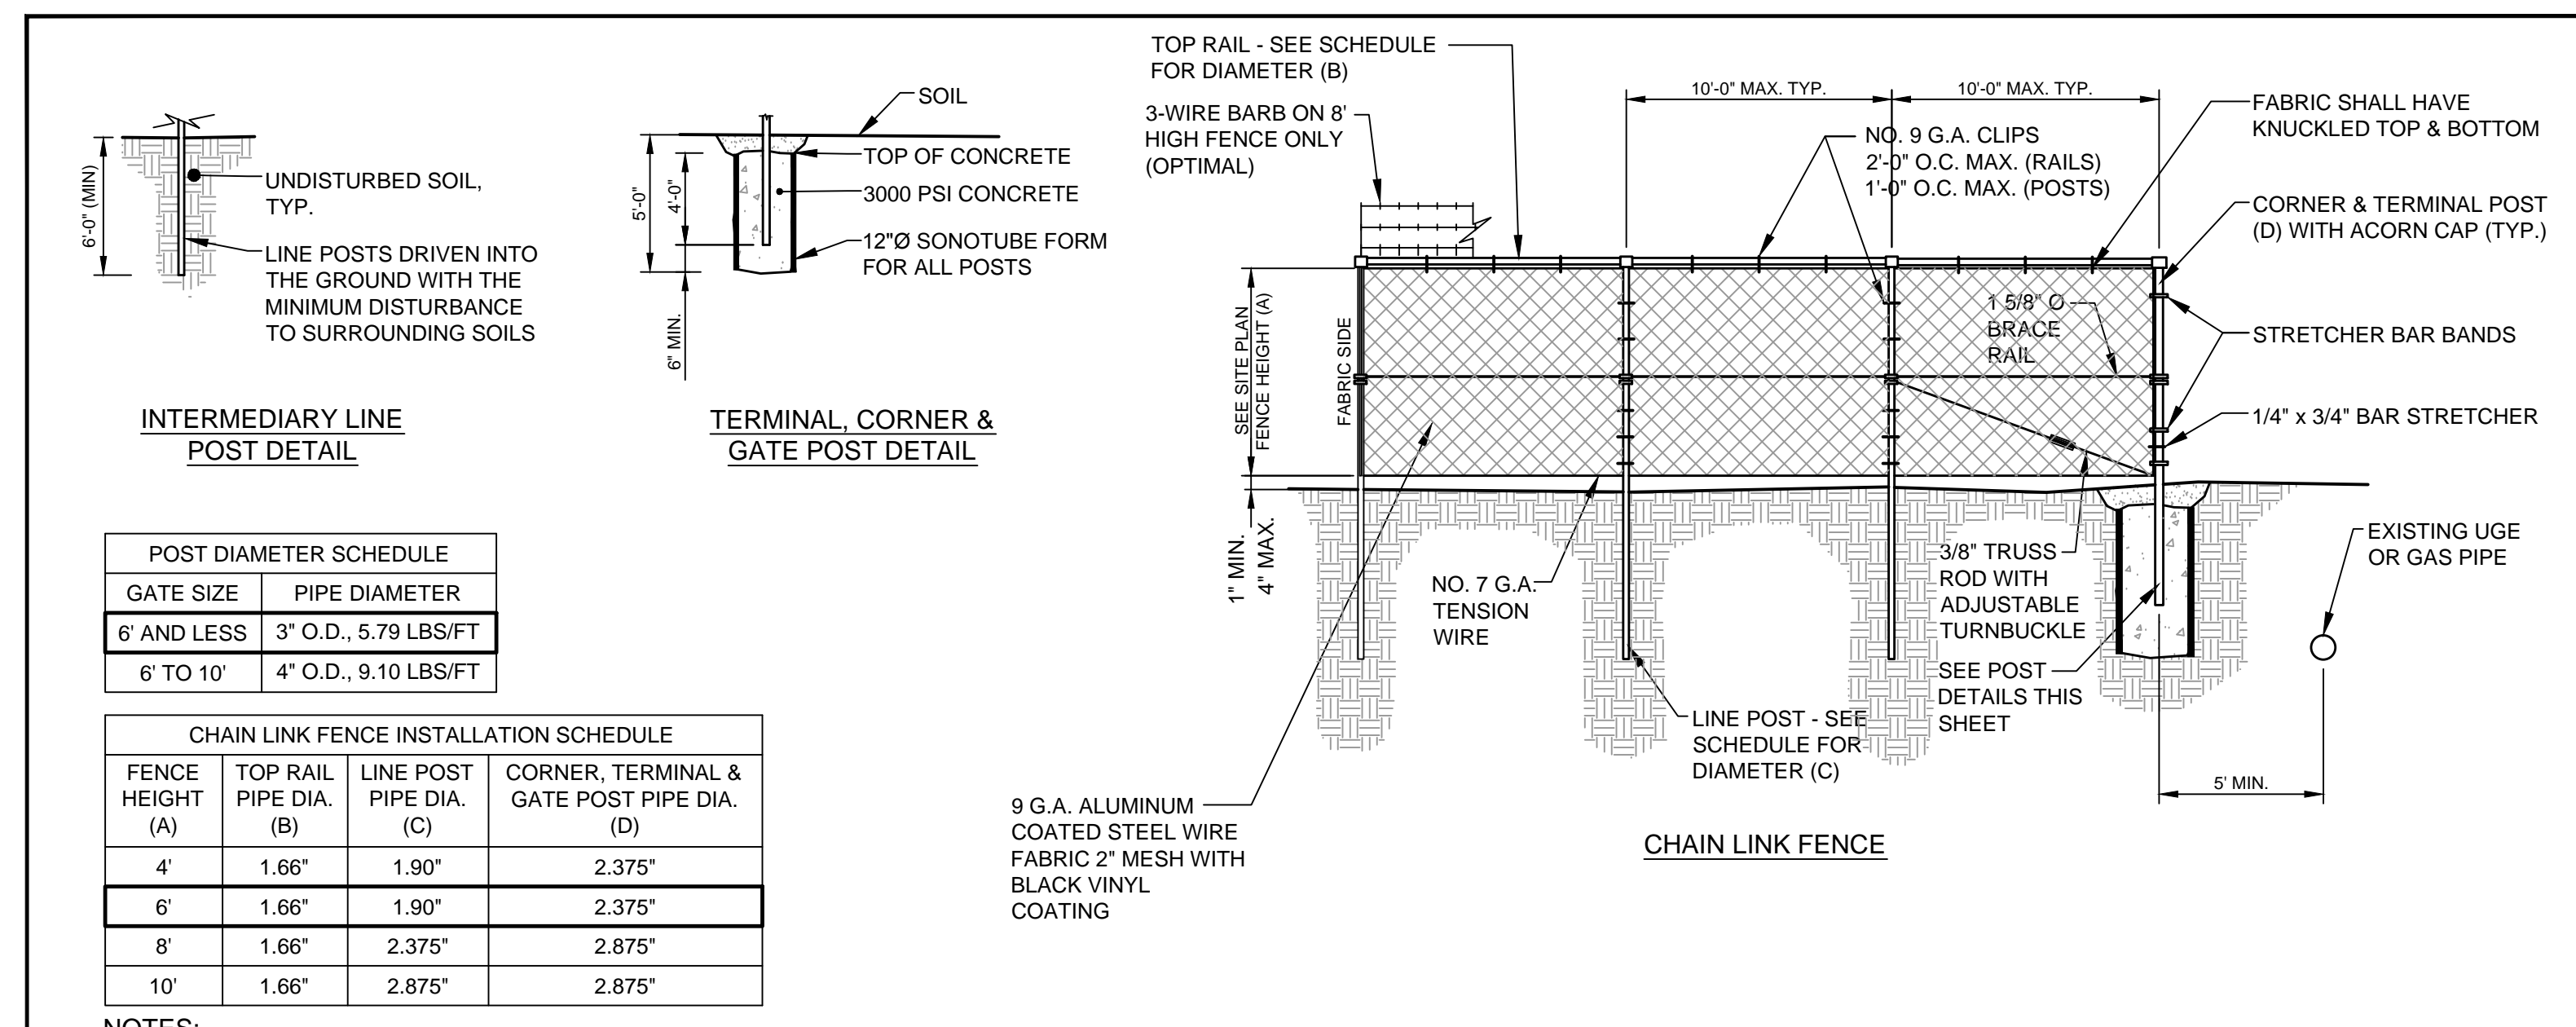 6'-0" (MIN)
UNDISTURBED SOIL,
TYP.
LINE POSTS DRIVEN INTO
THE GROUND WITH THE
MINIMUM DISTURBANCE
TO SURROUNDING SOILS
INTERMEDIARY LINE
POST DETAIL
SOIL
TOP OF CONCRETE
3000 PSI CONCRETE
12"Ø SONOTUBE FORM
FOR ALL POSTS
5'-0"
4'-0"
6" MIN.
TERMINAL, CORNER &
GATE POST DETAIL
POST DIAMETER SCHEDULE
GATE SIZE PIPE DIAMETER
6' AND LESS 3" O.D., 5.79 LBS/FT
6' TO 10' 4" O.D., 9.10 LBS/FT
CHAIN LINK FENCE INSTALLATION SCHEDULE
FENCE HEIGHT (A) TOP RAIL PIPE DIA. (B) LINE POST PIPE DIA. (C) CORNER, TERMINAL & GATE POST PIPE DIA. (D)
4' 1.66" 1.90" 2.375"
6' 1.66" 1.90" 2.375"
8' 1.66" 2.375" 2.875"
10' 1.66" 2.875" 2.875"
NOTES:
TOP RAIL - SEE SCHEDULE
FOR DIAMETER (B)
3-WIRE BARB ON 8'
HIGH FENCE ONLY
(OPTIMAL)
10'-0" MAX. TYP.
10'-0" MAX. TYP.
NO. 9 G.A. CLIPS
2'-0" O.C. MAX. (RAILS)
1'-0" O.C. MAX. (POSTS)
FABRIC SHALL HAVE
KNUCKLED TOP & BOTTOM
CORNER & TERMINAL POST
(D) WITH ACORN CAP (TYP.)
STRETCHER BAR BANDS
1/4" x 3/4" BAR STRETCHER
1 5/8" Ø
BRACE
RAIL
SEE SITE PLAN
FENCE HEIGHT (A)
FABRIC SIDE
1" MIN.
4" MAX.
NO. 7 G.A.
TENSION
WIRE
3/8" TRUSS
ROD WITH
ADJUSTABLE
TURNBUCKLE
SEE POST
DETAILS THIS
SHEET
EXISTING UGE
OR GAS PIPE
5' MIN.
LINE POST - SEE
SCHEDULE FOR
DIAMETER (C)
9 G.A. ALUMINUM
COATED STEEL WIRE
FABRIC 2" MESH WITH
BLACK VINYL
COATING
CHAIN LINK FENCE